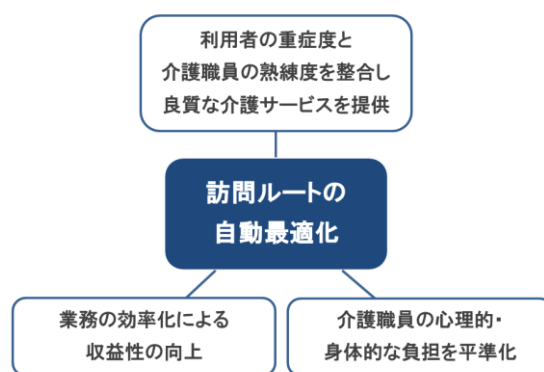 利用者の重症度と
介護職員の熟練度を整合し
良質な介護サービスを提供
訪問ルートの
自動最適化
業務の効率化による
収益性の向上
介護職員の心理的・
身体的な負担を平準化